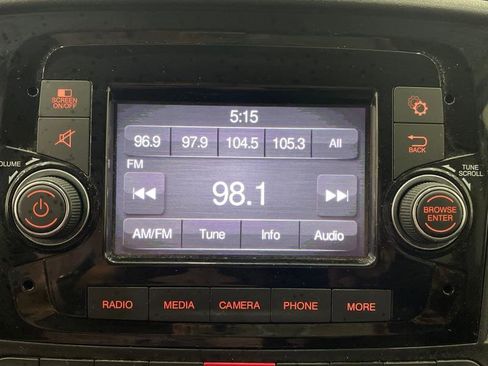 SCREEN
ON/OFF
5:15
96.9 97.9 104.5 105.3 All
FM
BACK
VOLUME
TUNE
SCROLL
98.1
BROWSE
ENTER
AM/FM Tune Info Audio
RADIO MEDIA CAMERA PHONE MORE